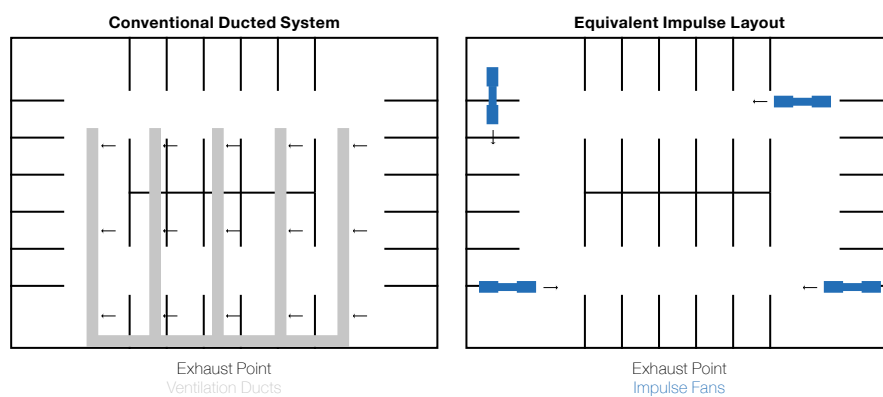 Conventional Ducted System
Equivalent Impulse Layout
Exhaust Point
Ventilation Ducts
Exhaust Point
Impulse Fans